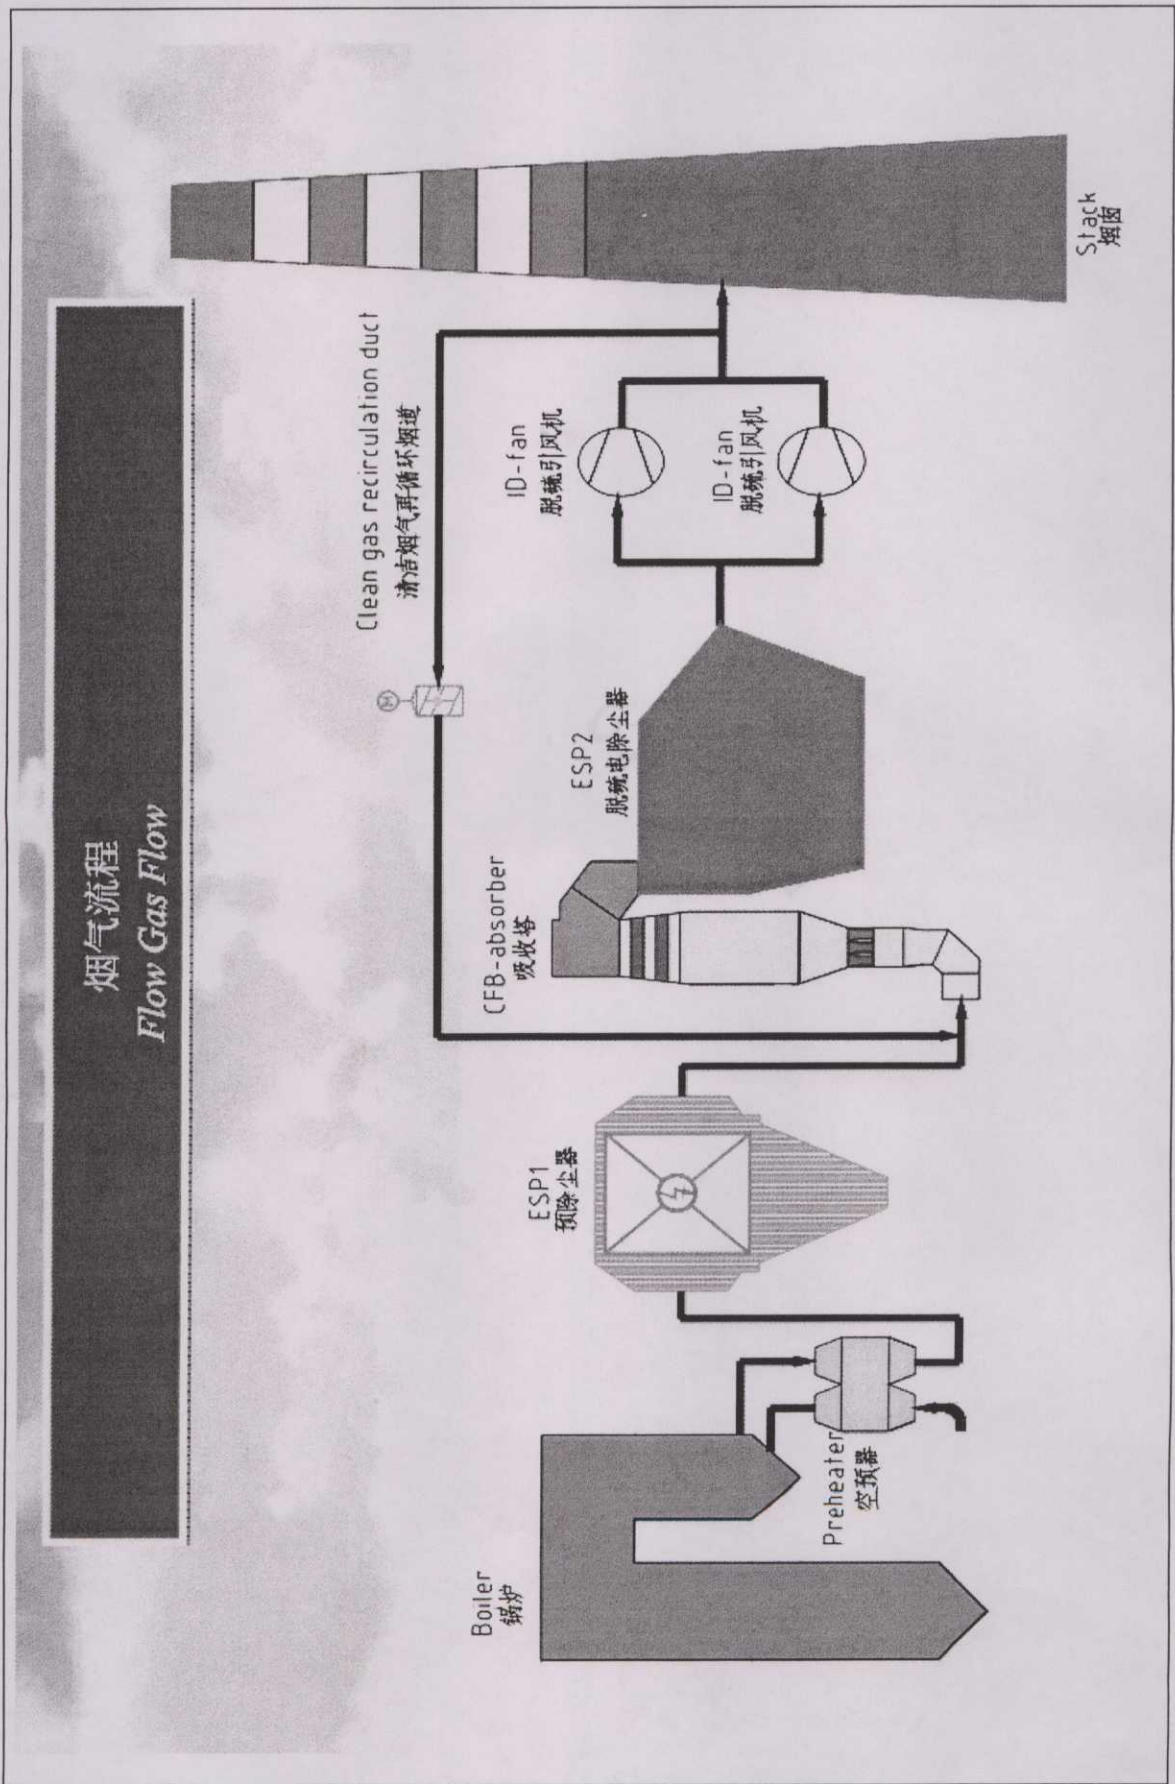 烟气流程
Flow Gas Flow
Clean gas recirculation duct
清洁烟气再循环烟道
M
Boiler
锅炉
Preheater
空预器
ESP1
预除尘器
CFB-absorber
吸收塔
ESP2
脱硫电除尘器
ID-fan
脱硫引风机
ID-fan
脱硫引风机
Stack
烟囱